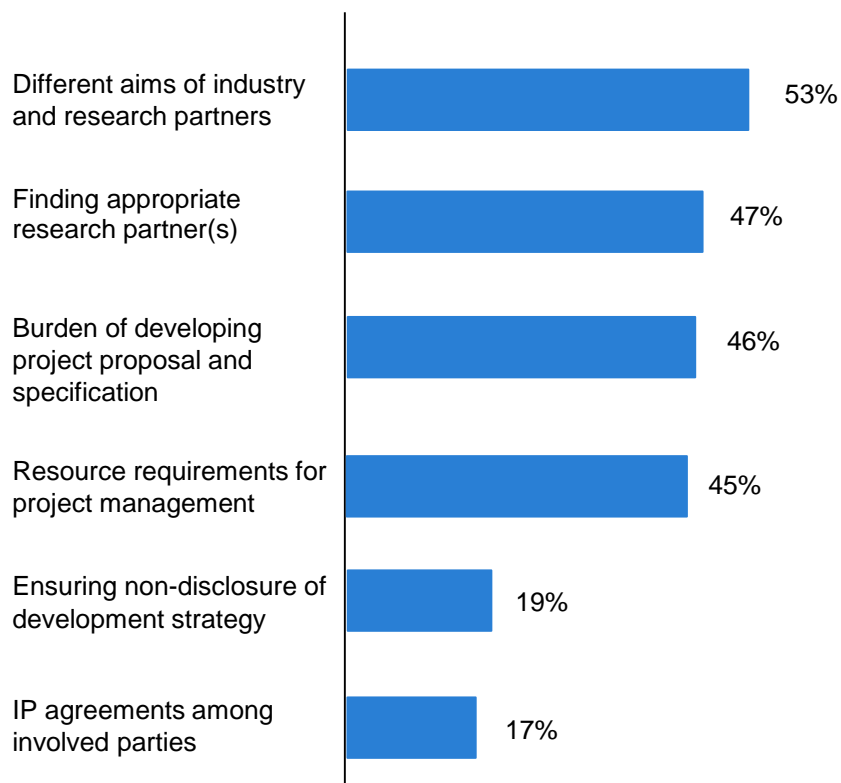 Different aims of industry
and research partners
53%
Finding appropriate
research partner(s)
47%
Burden of developing
project proposal and
specification
46%
Resource requirements for
project management
45%
Ensuring non-disclosure of
development strategy
19%
IP agreements among
involved parties
17%